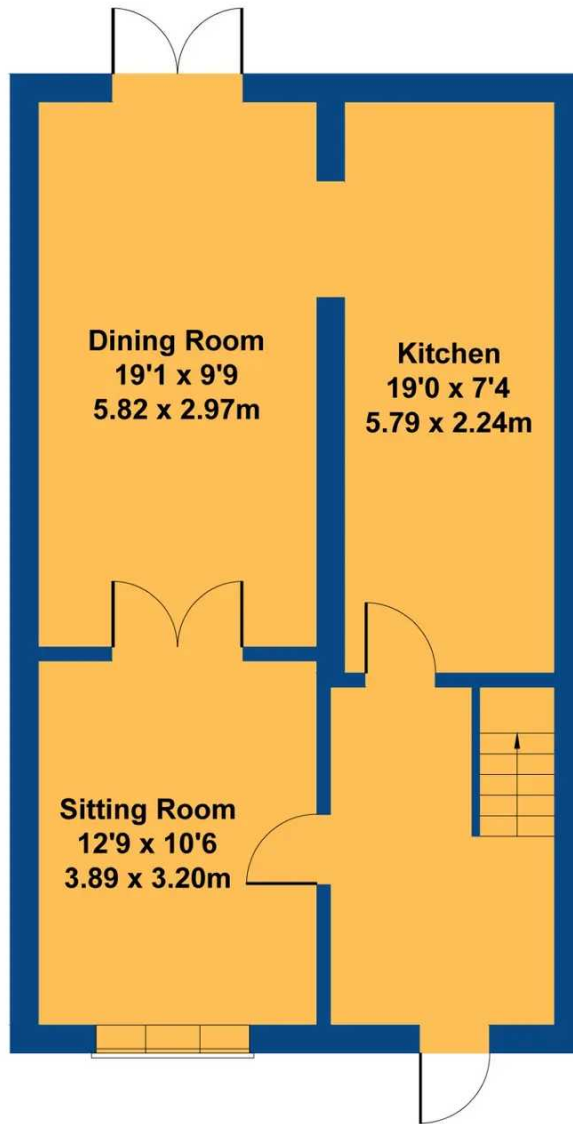 Dining Room
19'1 x 9'9
5.82 x 2.97m
Kitchen
19'0 x 7'4
5.79 x 2.24m
Sitting Room
12'9 x 10'6
3.89 x 3.20m